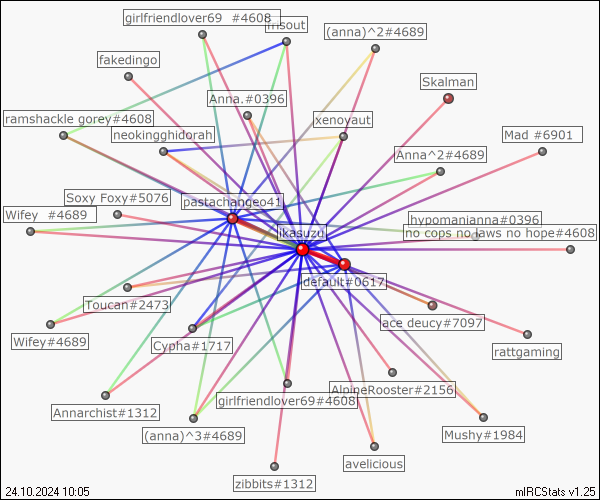 girlfriendlover69 #4608
(anna)^2#4689
fakedingo
Skalman
Anna.#0396
ramshackle gorey#4608
xenoyaut
neokingghidorah
Mad #6901
Anna^2#4689
Soxy Foxy#5076
pastachangeo41
Wifey #4689
hypomanianna#0396
ikasuzu
no cops no laws no hope#4608
default#0617
Toucan#2473
ace deucy#7097
Wifey#4689
Cypha#1717
rattgaming
AlpineRooster#2156
girlfriendlover69#4608
Annarchist#1312
(anna)^3#4689
Mushy#1984
avelicious
zibbits#1312
24.10.2024 10:05
mIRCStats v1.25